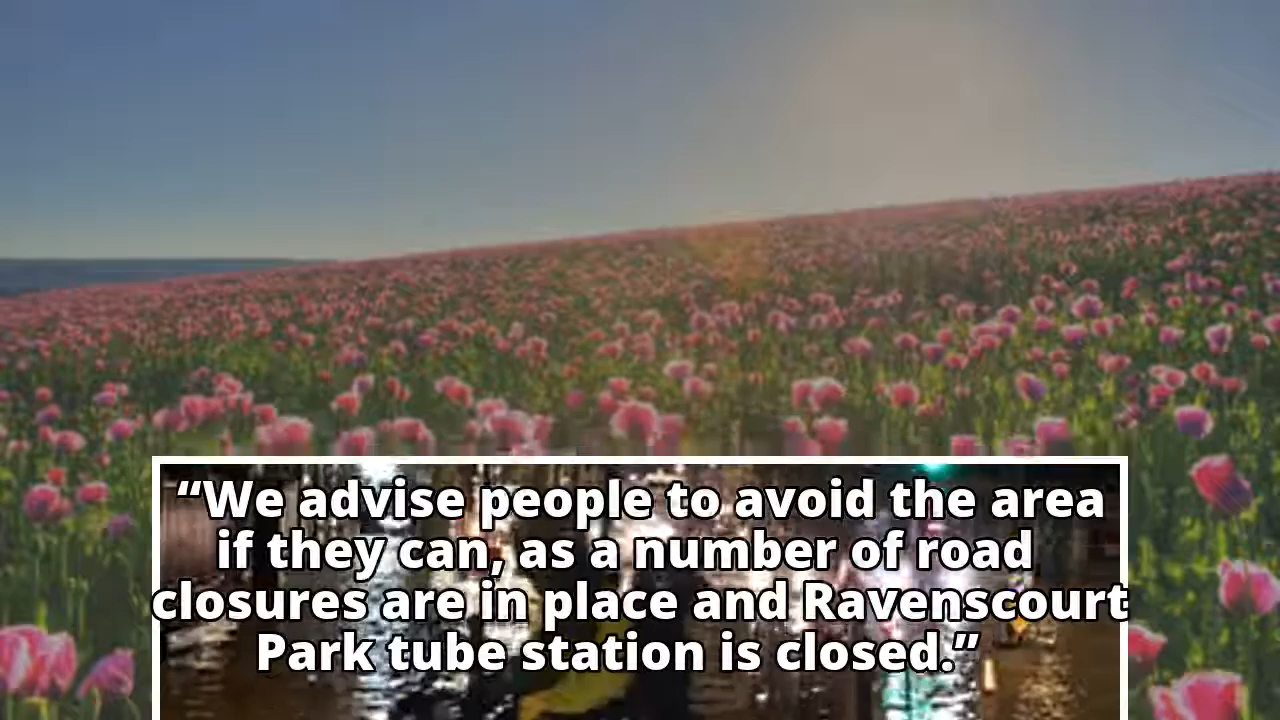 “We advise people to avoid the area
if they can, as a number of road
closures are in place and Ravenscourt
Park tube station is closed.”